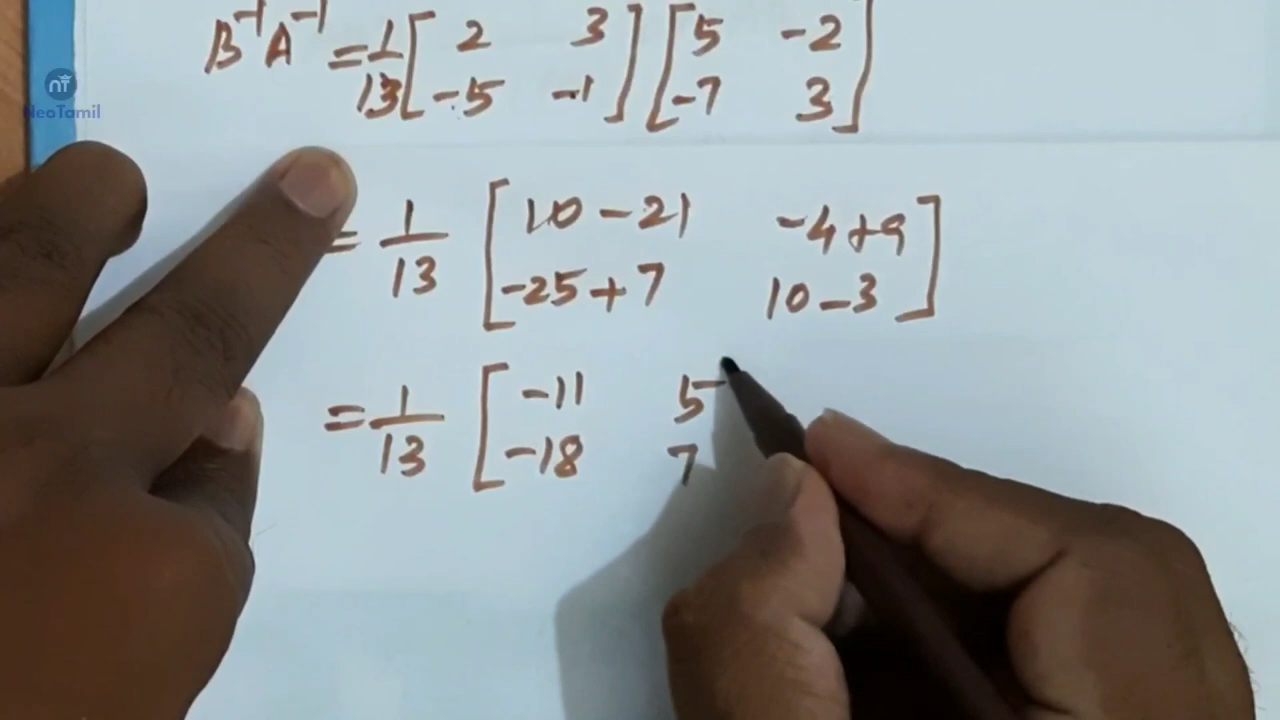 B⁻¹A⁻¹ = 1/13 [ 2 3 ; -5 -1 ] [ 5 -2 ; -7 3 ]
NeoTamil
= 1/13 [ 10-21 -4+9 ; -25+7 10-3 ]
= 1/13 [ -11 5 ; -18 7